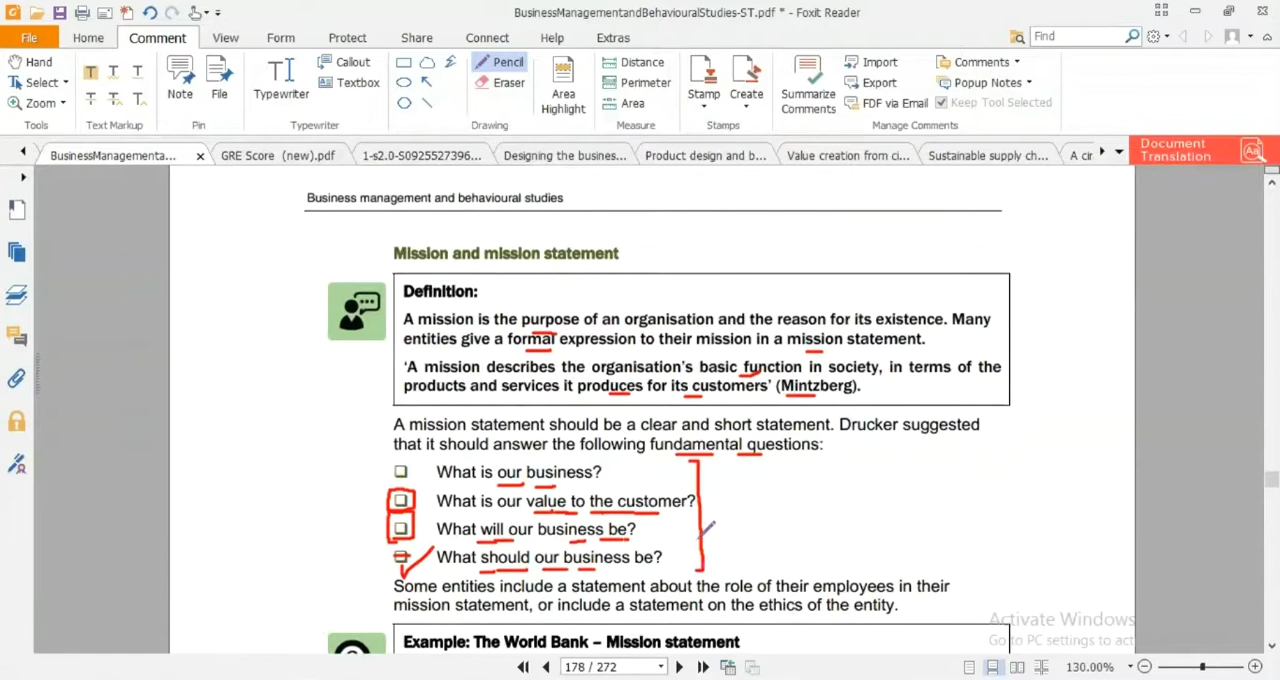 BusinessManagementandBehaviouralStudies-ST.pdf * - Foxit Reader
File Home Comment View Form Protect Share Connect Help Extras Find
Hand
Select
Zoom
Tools
Text Markup
Note
File
Pin
Typewriter
Callout
Textbox
Typewriter
Pencil
Eraser
Area
Highlight
Drawing
Distance
Perimeter
Area
Measure
Stamp
Create
Stamps
Summarize
Comments
Import
Export
FDF via Email
Comments
Popup Notes
Keep Tool Selected
Manage Comments
BusinessManagementa... GRE Score (new).pdf 1-s2.0-S0925527396... Designing the busines... Product design and b... Value creation from ci... Sustainable supply ch... A cir
Document
Translation
Business management and behavioural studies
Mission and mission statement
Definition:
A mission is the purpose of an organisation and the reason for its existence. Many
entities give a formal expression to their mission in a mission statement.
‘A mission describes the organisation’s basic function in society, in terms of the
products and services it produces for its customers’ (Mintzberg).
A mission statement should be a clear and short statement. Drucker suggested
that it should answer the following fundamental questions:
What is our business?
What is our value to the customer?
What will our business be?
What should our business be?
Some entities include a statement about the role of their employees in their
mission statement, or include a statement on the ethics of the entity.
Example: The World Bank – Mission statement
Activate Windows
Go to PC settings to act
178 / 272
130.00%